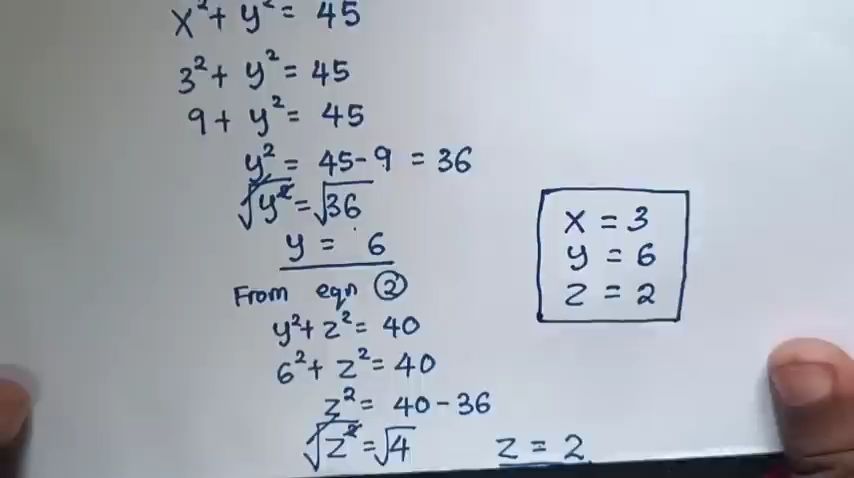 x² + y² = 45
3² + y² = 45
9 + y² = 45
y² = 45 - 9 = 36
√y² = √36
y = 6
From eqn ②
y² + z² = 40
6² + z² = 40
z² = 40 - 36
√z² = √4
z = 2
x = 3
y = 6
z = 2